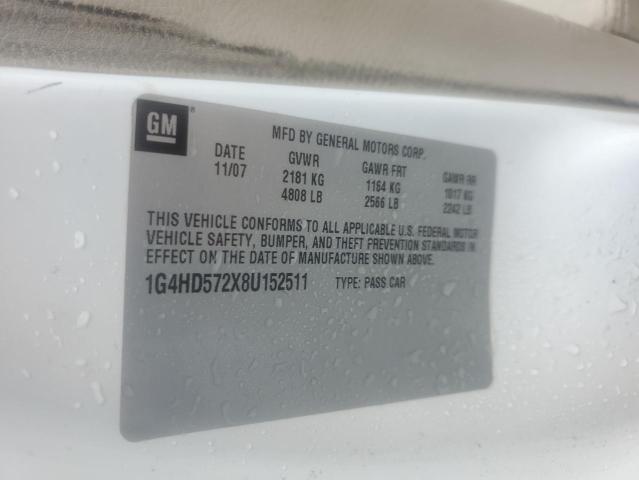 GM ®
MFD BY GENERAL MOTORS CORP.
DATE GVWR GAWR FRT GAWR RR
11/07 2181 KG 1164 KG 1017 KG
4808 LB 2566 LB 2242 LB
THIS VEHICLE CONFORMS TO ALL APPLICABLE U.S. FEDERAL MOTOR
VEHICLE SAFETY, BUMPER, AND THEFT PREVENTION STANDARDS IN
EFFECT ON THE DATE OF MANUFACTURE SHOWN ABOVE.
1G4HD572X8U152511 TYPE: PASS CAR